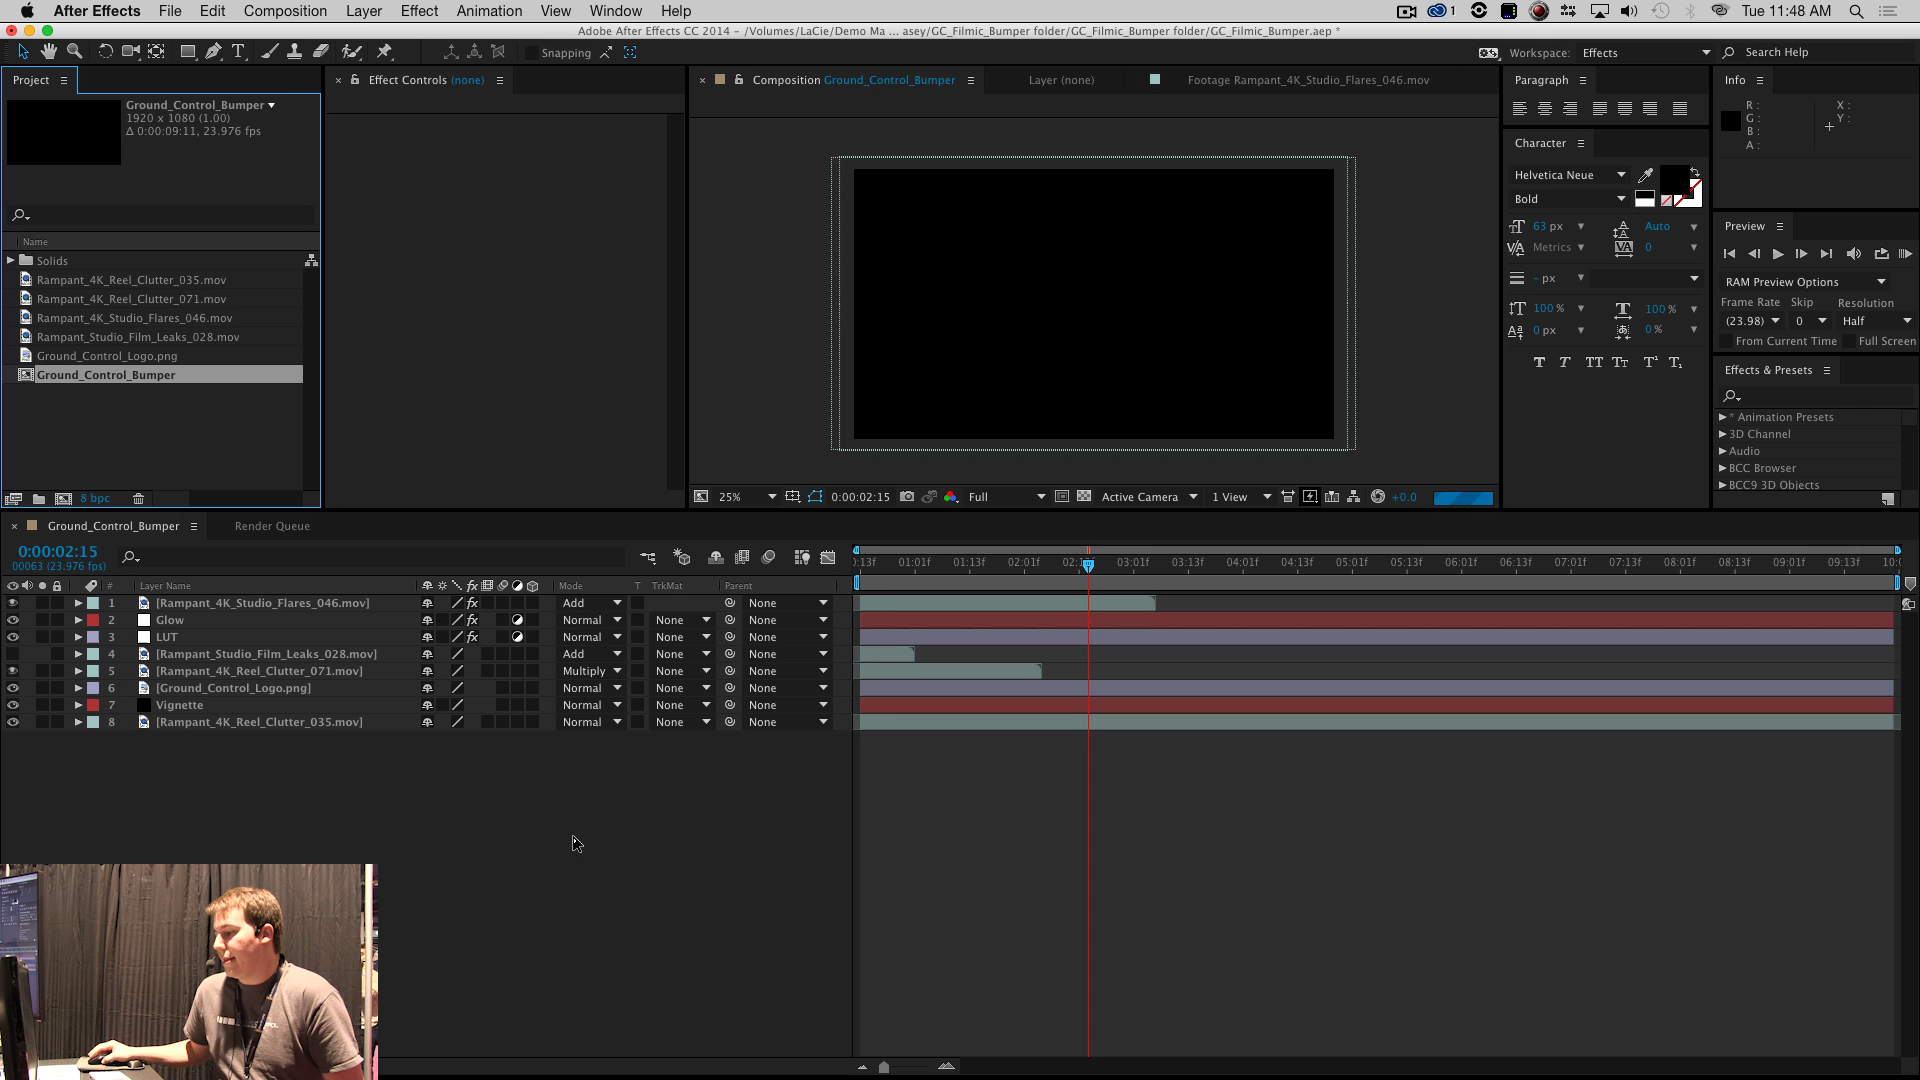 After Effects File Edit Composition Layer Effect Animation View Window Help 1 Tue 11:48 AM
Adobe After Effects CC 2014 - /Volumes/LaCie/Demo Ma ... asey/GC_Filmic_Bumper folder/GC_Filmic_Bumper folder/GC_Filmic_Bumper.aep *
T Snapping Workspace: Effects Search Help
Project Effect Controls (none) Composition Ground_Control_Bumper Layer (none) Footage Rampant_4K_Studio_Flares_046.mov Paragraph Info
Ground_Control_Bumper
1920 x 1080 (1.00)
Δ 0:00:09:11, 23.976 fps
R : X :
G : Y :
B :
A :
Character
Helvetica Neue
Bold
63 px Auto
Metrics 0
- px
100 % 100 %
0 px 0 %
T T TT Tt T¹ T₁
Preview
RAM Preview Options
Frame Rate Skip Resolution
(23.98) 0 Half
From Current Time Full Screen
Effects & Presets
* Animation Presets
3D Channel
Audio
BCC Browser
BCC9 3D Objects
Name
Solids
Rampant_4K_Reel_Clutter_035.mov
Rampant_4K_Reel_Clutter_071.mov
Rampant_4K_Studio_Flares_046.mov
Rampant_Studio_Film_Leaks_028.mov
Ground_Control_Logo.png
Ground_Control_Bumper
8 bpc
25% 0:00:02:15 Full Active Camera 1 View +0.0
Ground_Control_Bumper Render Queue
0:00:02:15
00063 (23.976 fps)
):13f 01:01f 01:13f 02:01f 02:1 03:01f 03:13f 04:01f 04:13f 05:01f 05:13f 06:01f 06:13f 07:01f 07:13f 08:01f 08:13f 09:01f 09:13f 10:0
# Layer Name fx Mode T TrkMat Parent
1 [Rampant_4K_Studio_Flares_046.mov] fx Add None
2 Glow fx Normal None None
3 LUT fx Normal None None
4 [Rampant_Studio_Film_Leaks_028.mov] Add None None
5 [Rampant_4K_Reel_Clutter_071.mov] Multiply None None
6 [Ground_Control_Logo.png] Normal None None
7 Vignette Normal None None
8 [Rampant_4K_Reel_Clutter_035.mov] Normal None None